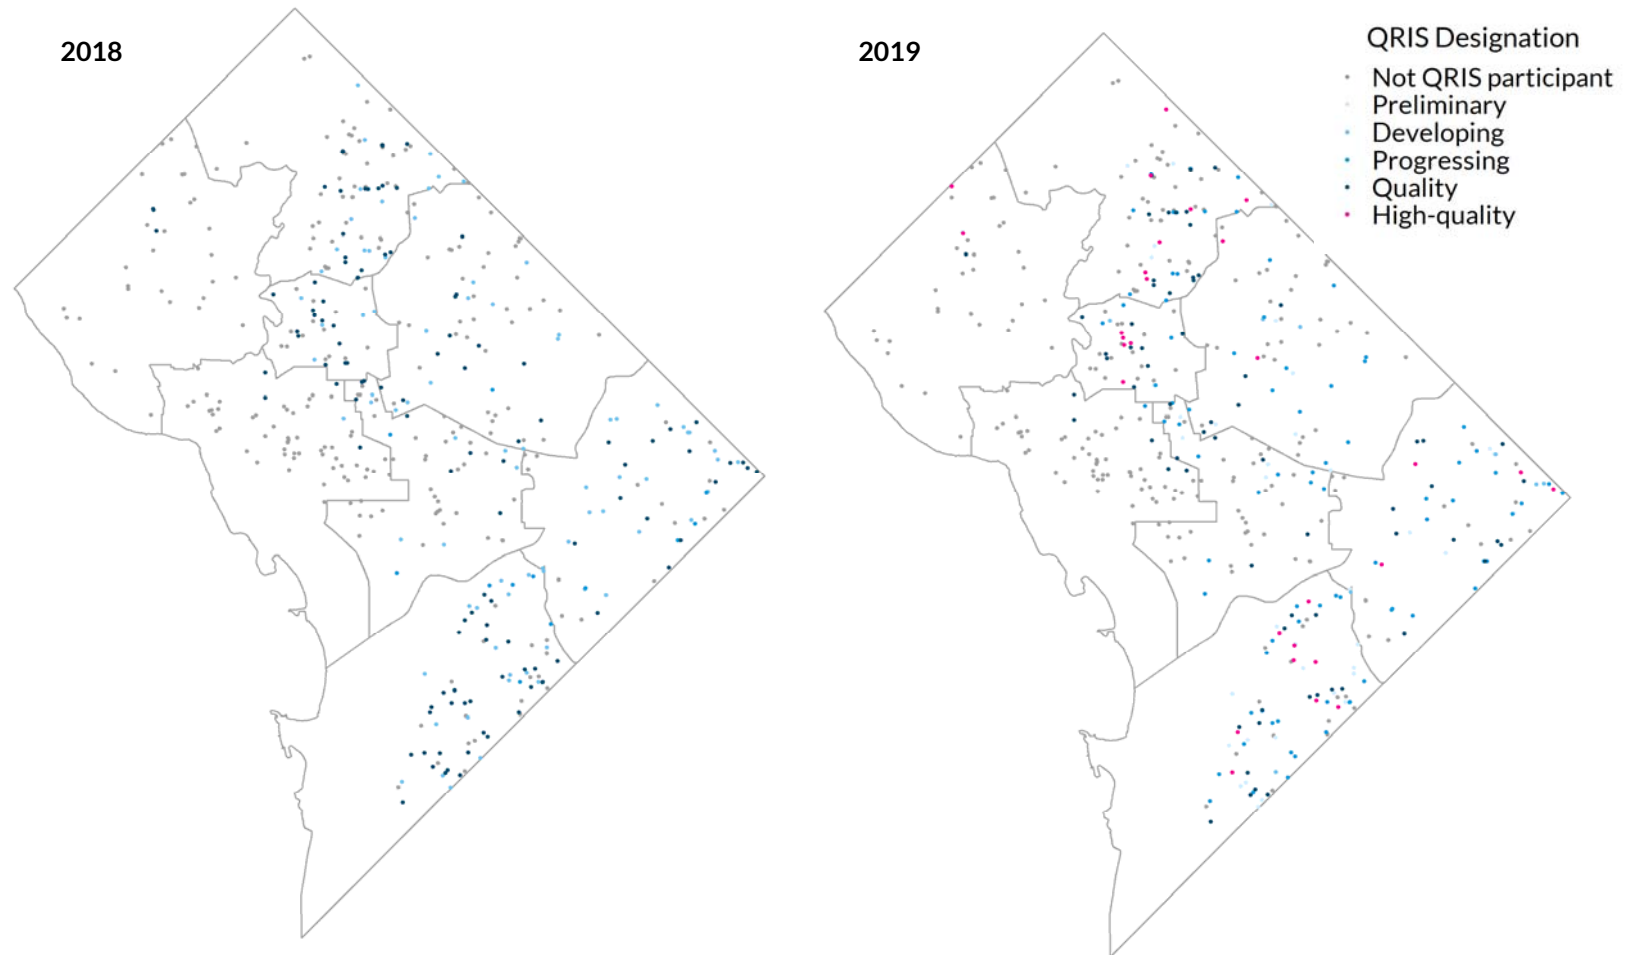 2018
2019
QRIS Designation
Not QRIS participant
Preliminary
Developing
Progressing
Quality
High-quality